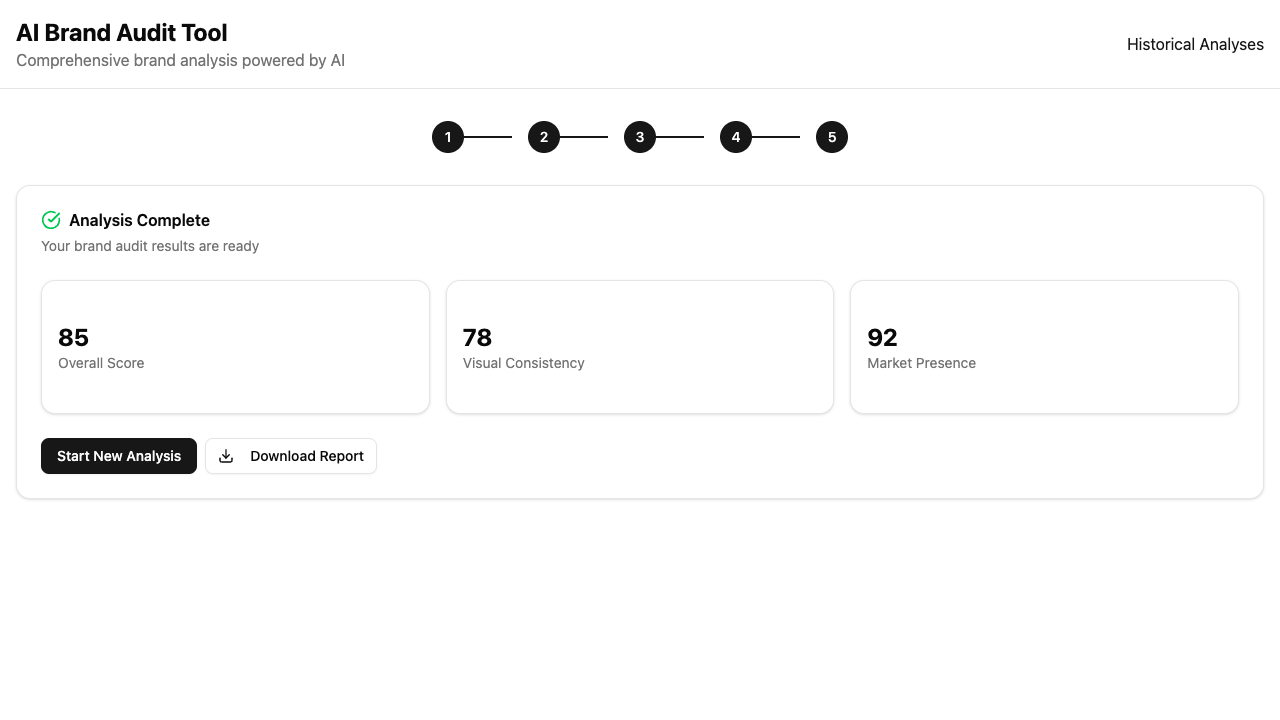 AI Brand Audit Tool
Comprehensive brand analysis powered by AI
Historical Analyses
1 2 3 4 5
Analysis Complete
Your brand audit results are ready
85
Overall Score
78
Visual Consistency
92
Market Presence
Start New Analysis
Download Report